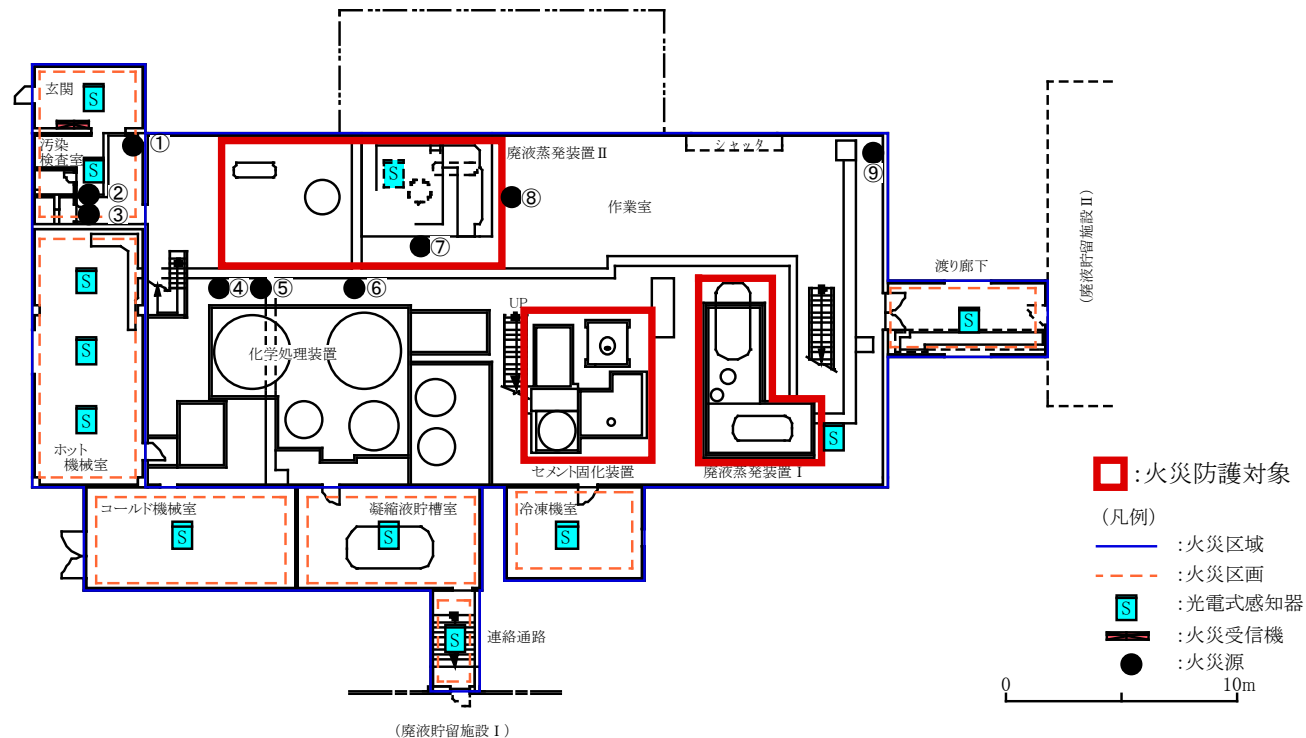 玄関
S
汚染
検査室
S
①
②
③
廃液蒸発装置Ⅱ
S
シャッタ
⑨
⑧
作業室
⑦
(廃液貯留施設Ⅱ)
渡り廊下
S
④
⑤
⑥
UP
S
S
S
化学処理装置
ホット
機械室
セメント固化装置
廃液蒸発装置Ⅰ
S
コールド機械室
S
凝縮液貯槽室
S
冷凍機室
S
S
連絡通路
(廃液貯留施設Ⅰ)
:火災防護対象
(凡例)
:火災区域
:火災区画
S
:光電式感知器
:火災受信機
:火災源
0
10m